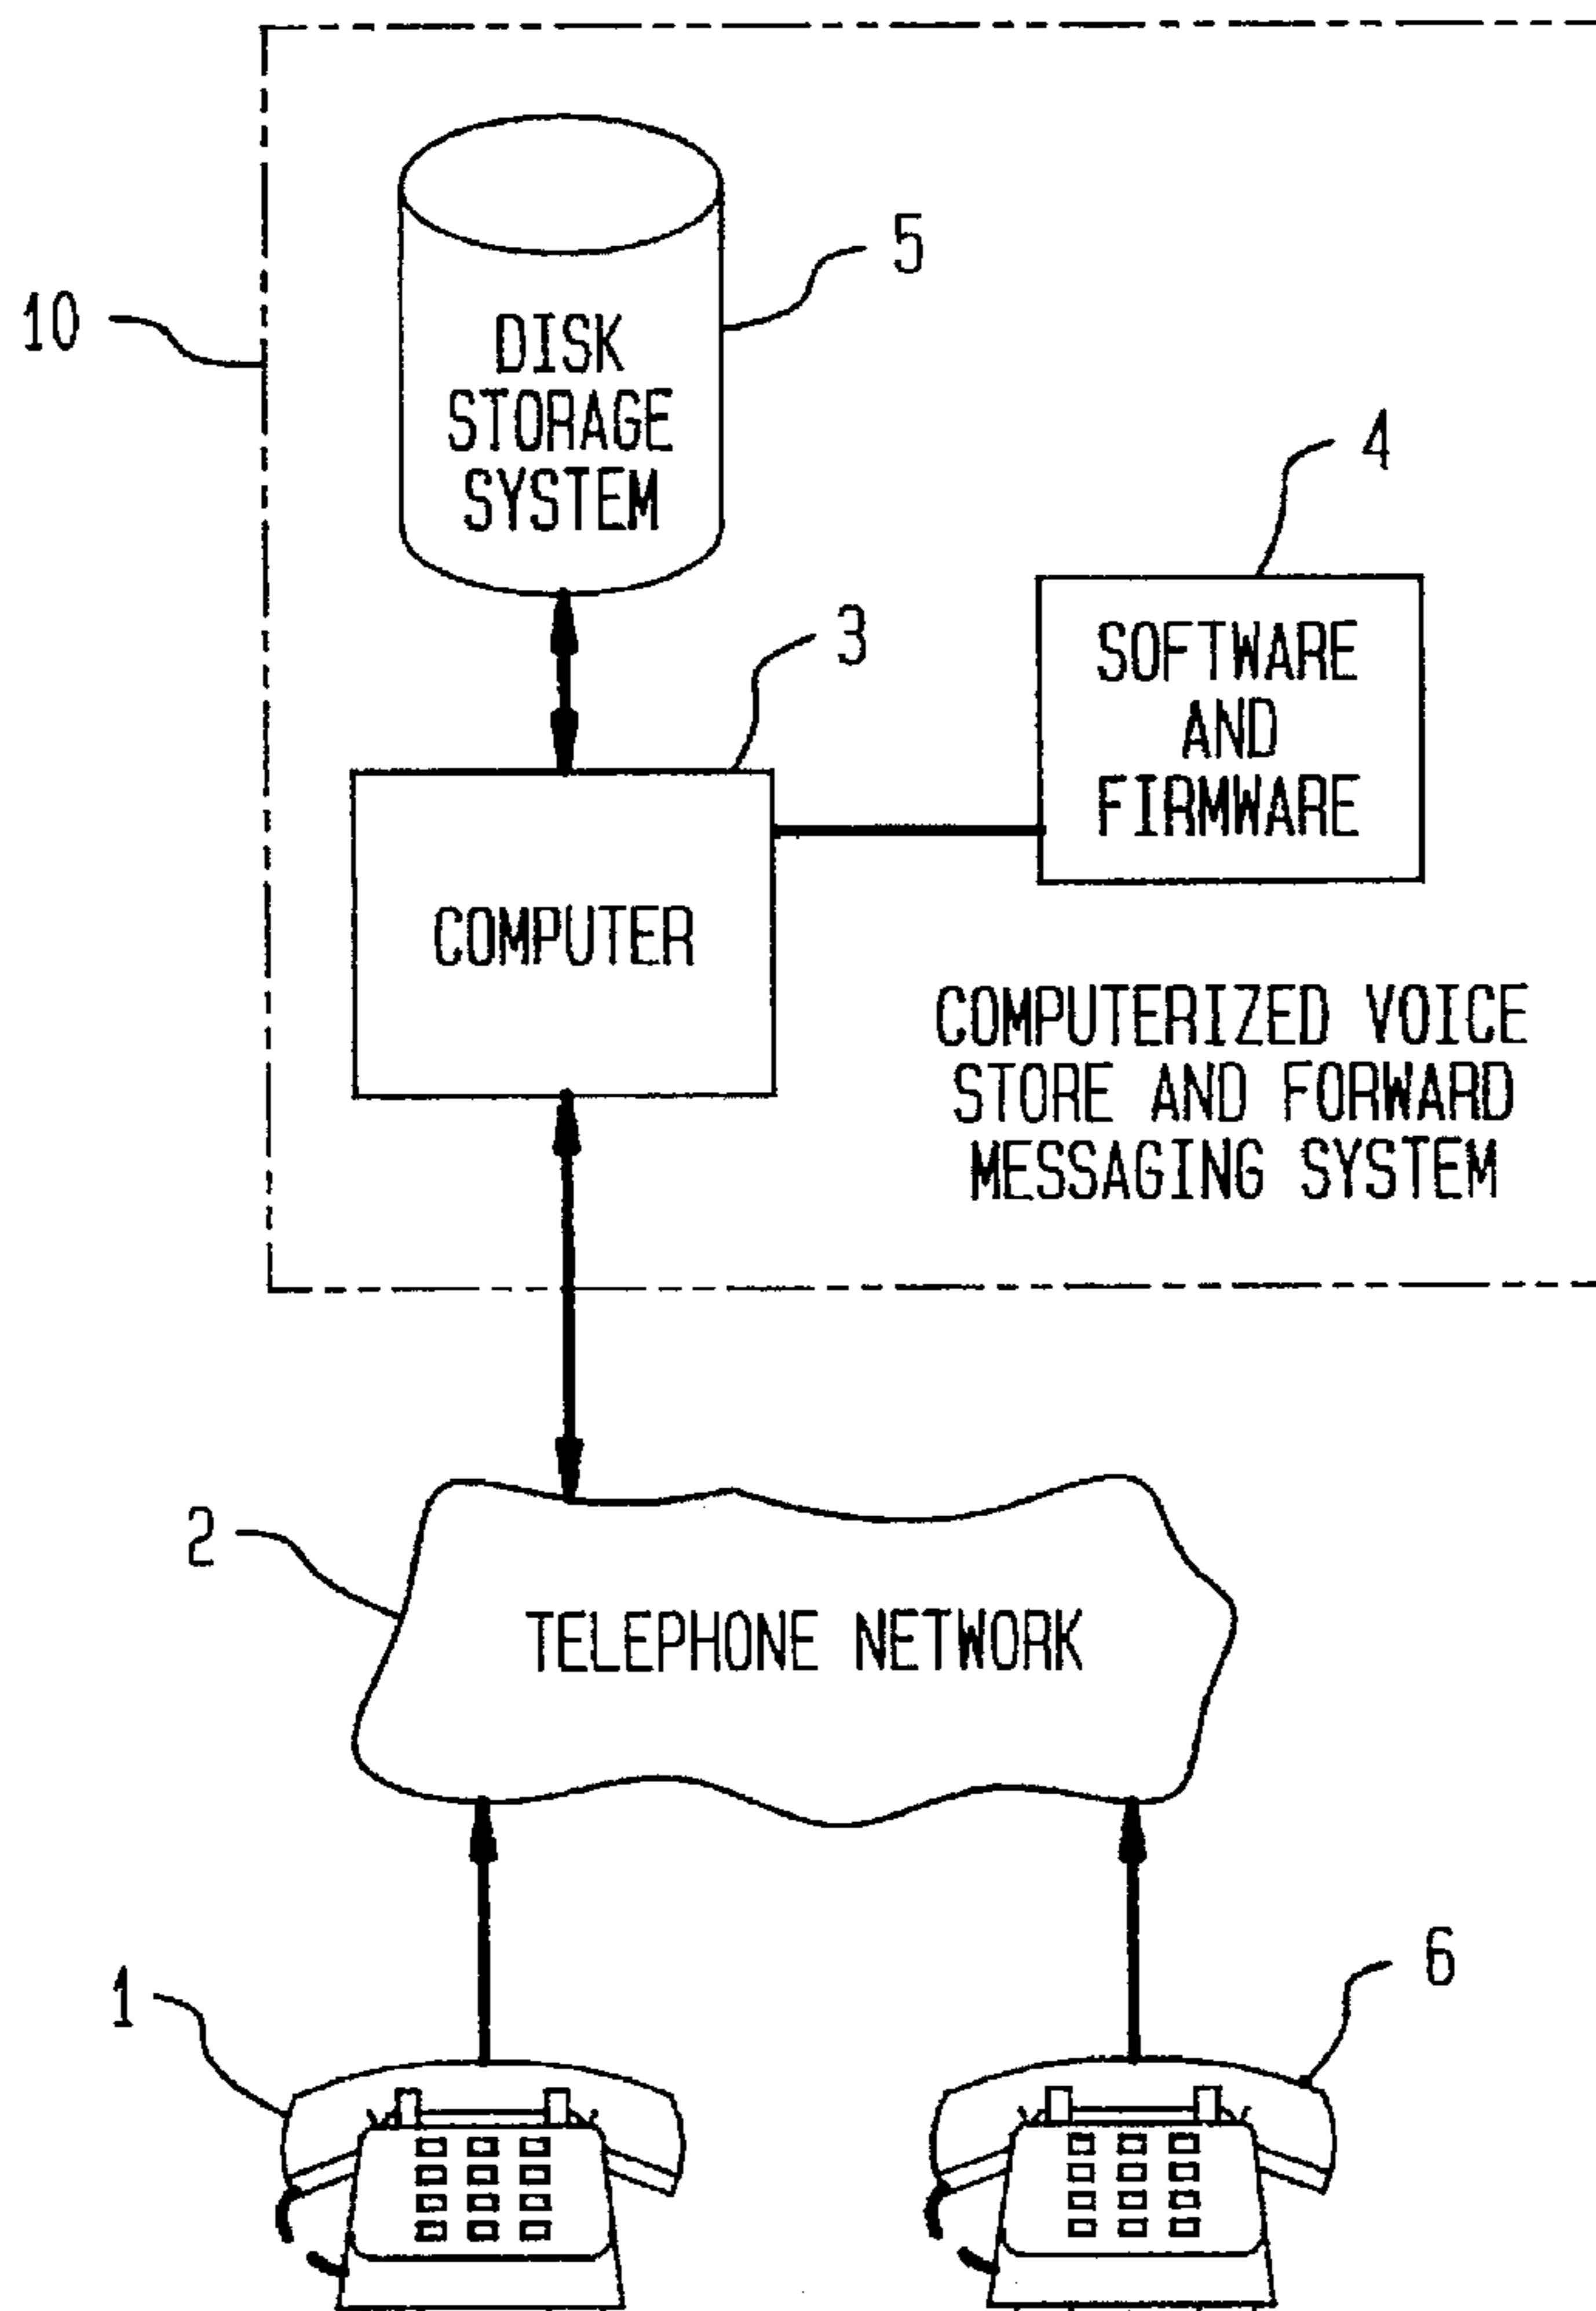 5
10
DISK
STORAGE
SYSTEM
4
3
SOFTWARE
AND
FIRMWARE
COMPUTER
COMPUTERIZED VOICE
STORE AND FORWARD
MESSAGING SYSTEM
2
TELEPHONE NETWORK
1
6